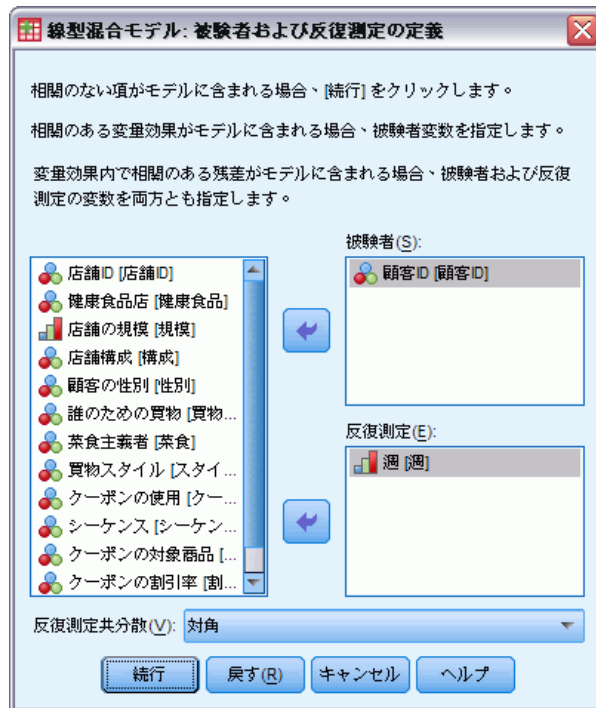 線型混合モデル: 被験者および反復測定の定義
相関のない項がモデルに含まれる場合、[続行] をクリックします。
相関のある変量効果がモデルに含まれる場合、被験者変数を指定します。
変量効果内で相関のある残差がモデルに含まれる場合、被験者および反復
測定の変数を両方とも指定します。
店舗ID [店舗ID]
健康食品店 [健康食品]
店舗の規模 [規模]
店舗構成 [構成]
顧客の性別 [性別]
誰のための買物 [買物...
菜食主義者 [菜食]
買物スタイル [スタイ...
クーポンの使用 [クー...
シーケンス [シーケン...
クーポンの対象商品 [...
クーポンの割引率 [割...
被験者(S):
顧客ID [顧客ID]
反復測定(E):
週 [週]
反復測定共分散(V): 対角
続行 戻す(R) キャンセル ヘルプ